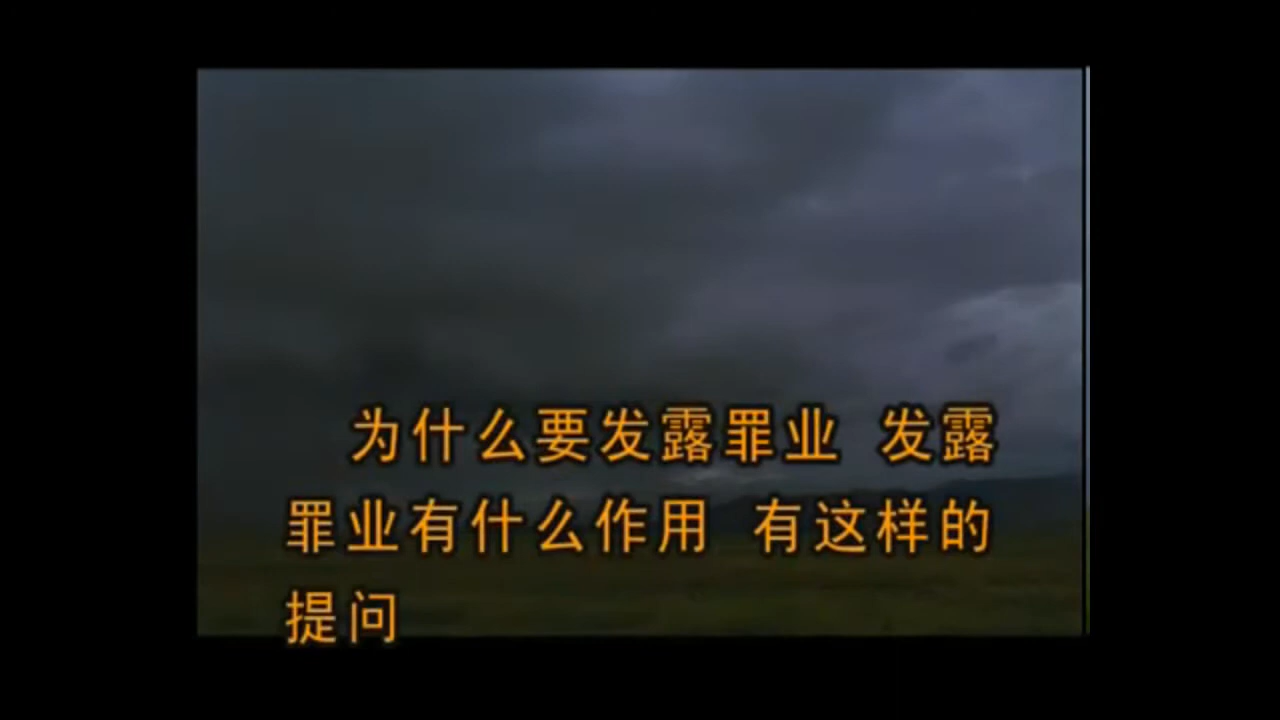 为什么要发露罪业 发露
罪业有什么作用 有这样的
提问